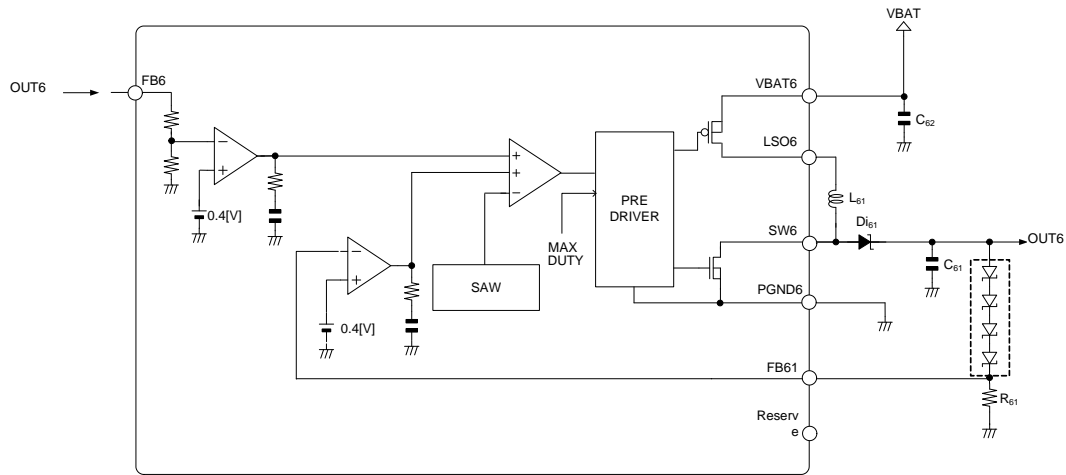 VBAT
OUT6
FB6
VBAT6
C62
LSO6
0.4[V]
PRE
DRIVER
L61
MAX
DUTY
SW6
Di61
OUT6
C61
SAW
PGND6
0.4[V]
FB61
R61
Reserv
e